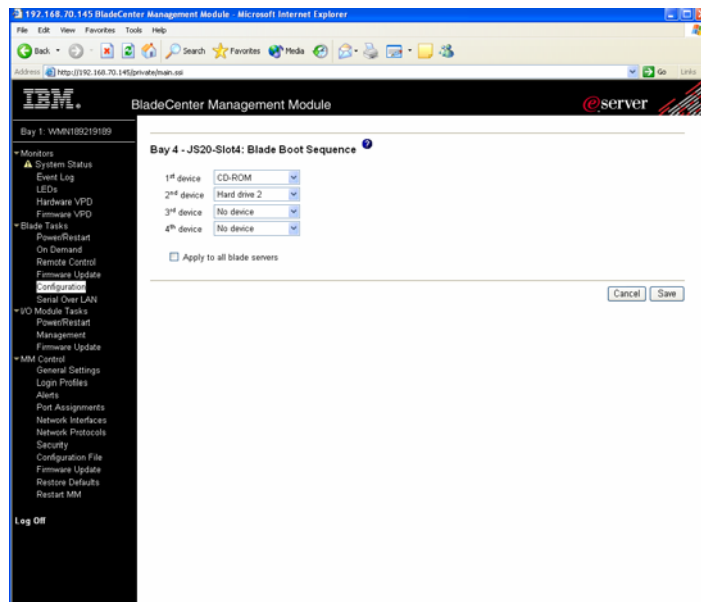 192.168.70.145 BladeCenter Management Module - Microsoft Internet Explorer
File Edit View Favorites Tools Help
Back Search Favorites Media
Address http://192.168.70.145/private/main.ssi Go Links
IBM. BladeCenter Management Module @server
Bay 1: WMN189219189
Monitors
System Status
Event Log
LEDs
Hardware VPD
Firmware VPD
Blade Tasks
Power/Restart
On Demand
Remote Control
Firmware Update
Configuration
Serial Over LAN
I/O Module Tasks
Power/Restart
Management
Firmware Update
MM Control
General Settings
Login Profiles
Alerts
Port Assignments
Network Interfaces
Network Protocols
Security
Configuration File
Firmware Update
Restore Defaults
Restart MM
Log Off
Bay 4 - JS20-Slot4: Blade Boot Sequence ?
1st device CD-ROM
2nd device Hard drive 2
3rd device No device
4th device No device
Apply to all blade servers
Cancel Save